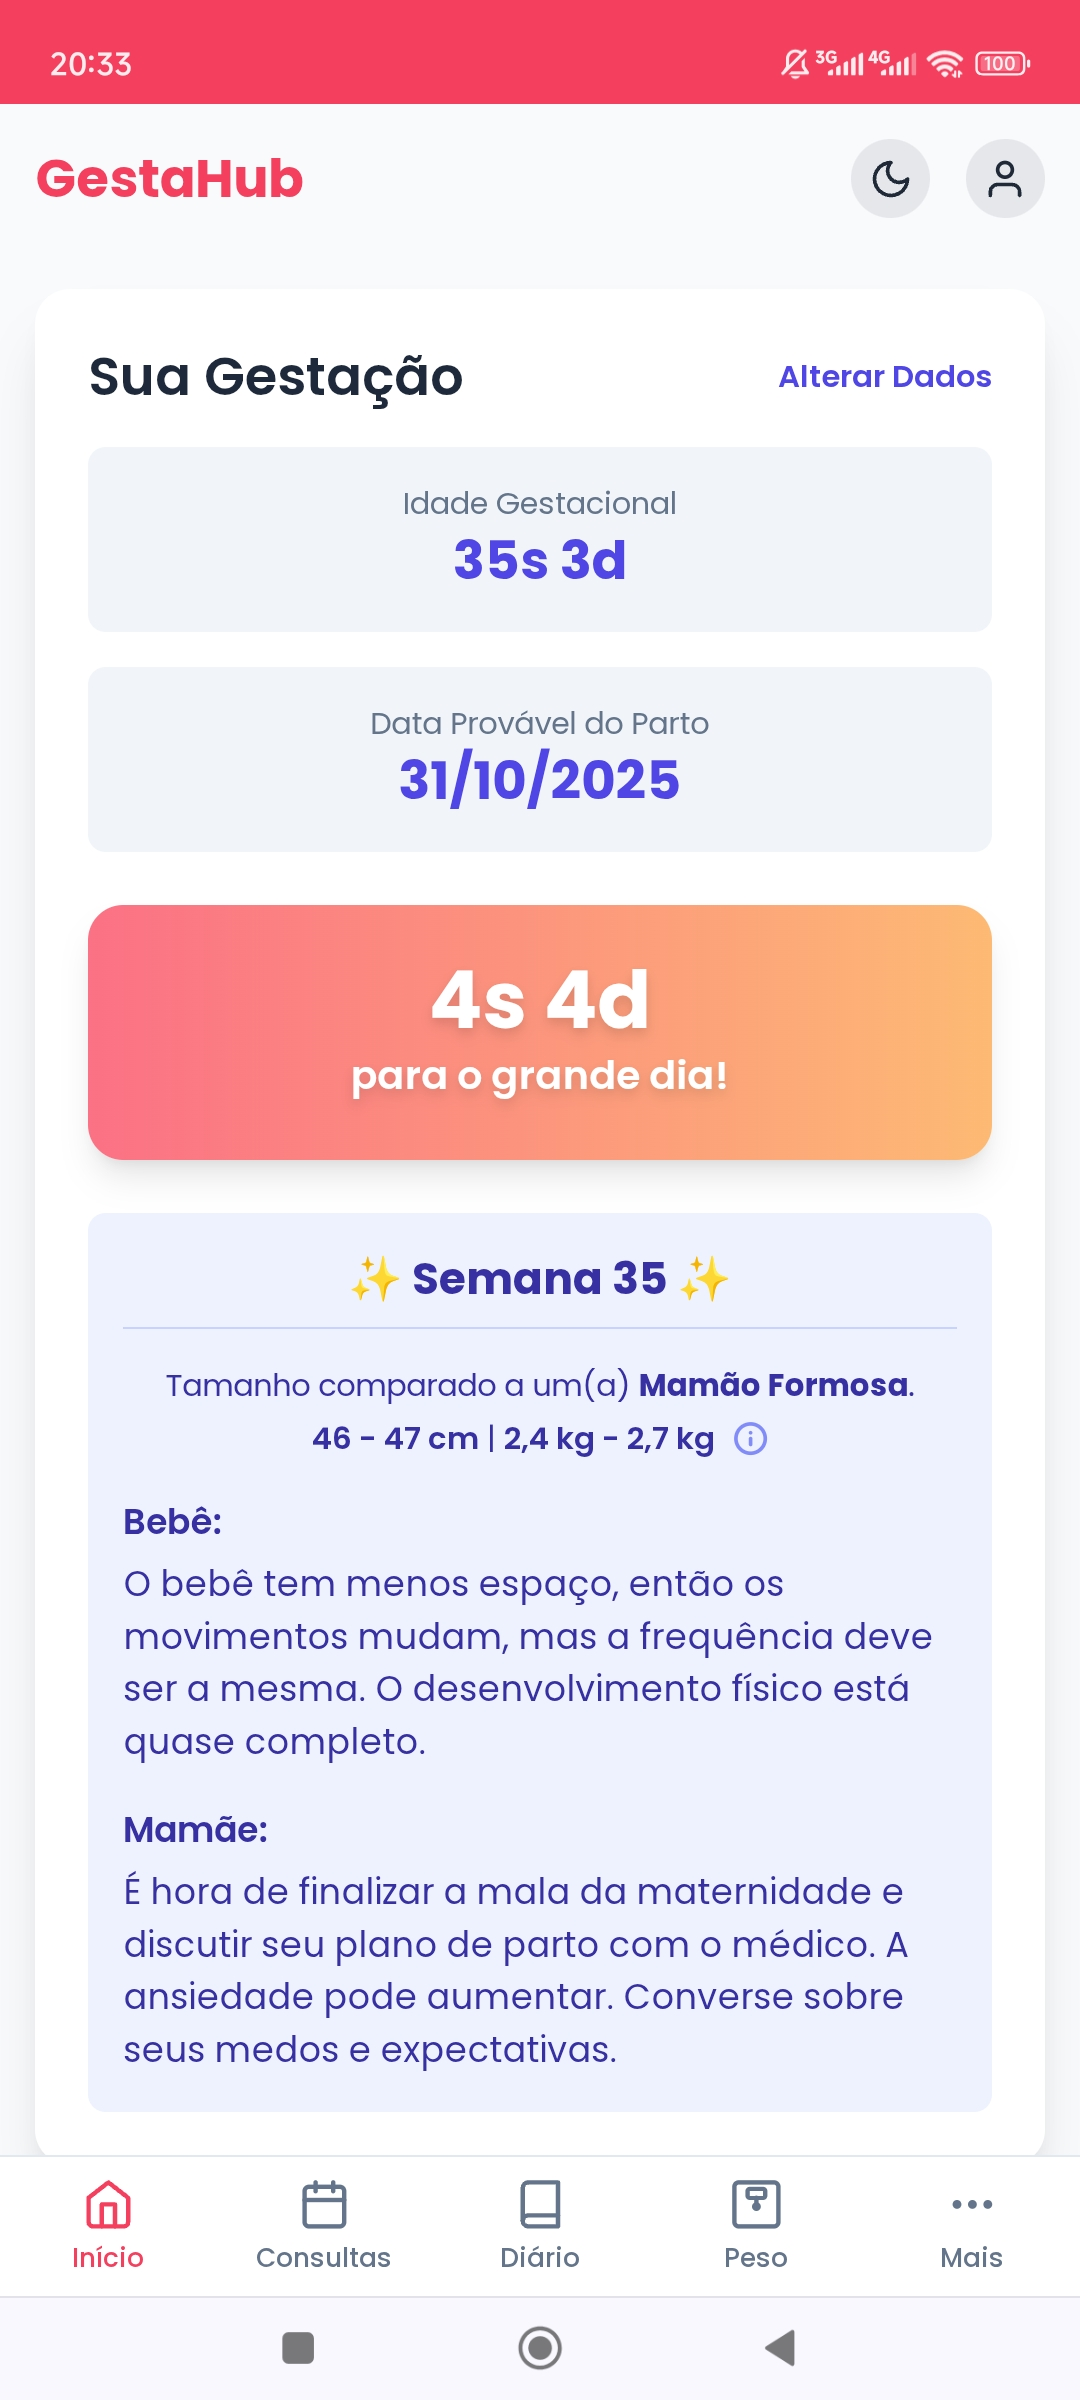 20:33
3G 4G 100
GestaHub
Sua Gestação
Alterar Dados
Idade Gestacional
35s 3d
Data Provável do Parto
31/10/2025
4s 4d
para o grande dia!
✨ Semana 35 ✨
Tamanho comparado a um(a) Mamão Formosa.
46 - 47 cm | 2,4 kg - 2,7 kg
Bebê:
O bebê tem menos espaço, então os
movimentos mudam, mas a frequência deve
ser a mesma. O desenvolvimento físico está
quase completo.
Mamãe:
É hora de finalizar a mala da maternidade e
discutir seu plano de parto com o médico. A
ansiedade pode aumentar. Converse sobre
seus medos e expectativas.
Início
Consultas
Diário
Peso
Mais